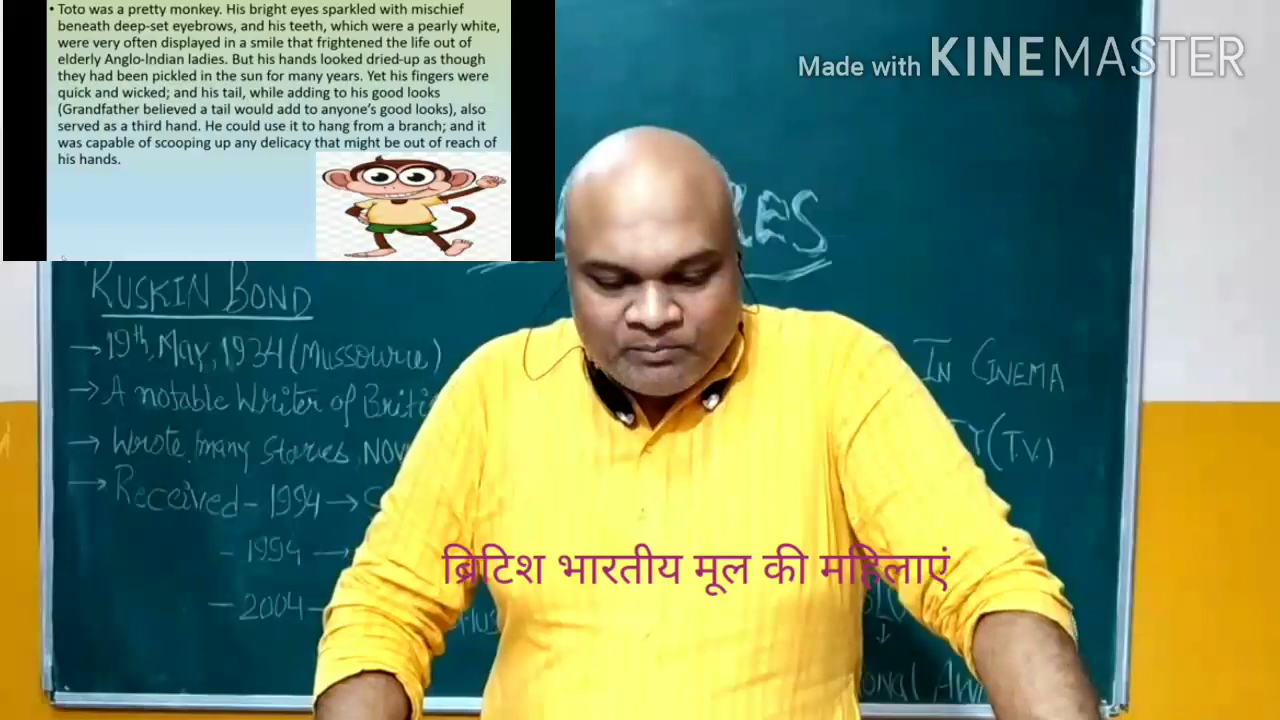 • Toto was a pretty monkey. His bright eyes sparkled with mischief
beneath deep-set eyebrows, and his teeth, which were a pearly white,
were very often displayed in a smile that frightened the life out of
elderly Anglo-Indian ladies. But his hands looked dried-up as though
they had been pickled in the sun for many years. Yet his fingers were
quick and wicked; and his tail, while adding to his good looks
(Grandfather believed a tail would add to anyone's good looks), also
served as a third hand. He could use it to hang from a branch; and it
was capable of scooping up any delicacy that might be out of reach of
his hands.
Made with KINEMASTER
RUSKIN BOND
→ 19th, May, 1934 (Mussourie)
→ A notable Writer of
→ Wrote many stories,
→ Received - 1994 →
- 1994 →
- 2004 -
IN CINEMA
(T.V.)
ब्रिटिश भारतीय मूल की महिलाएं